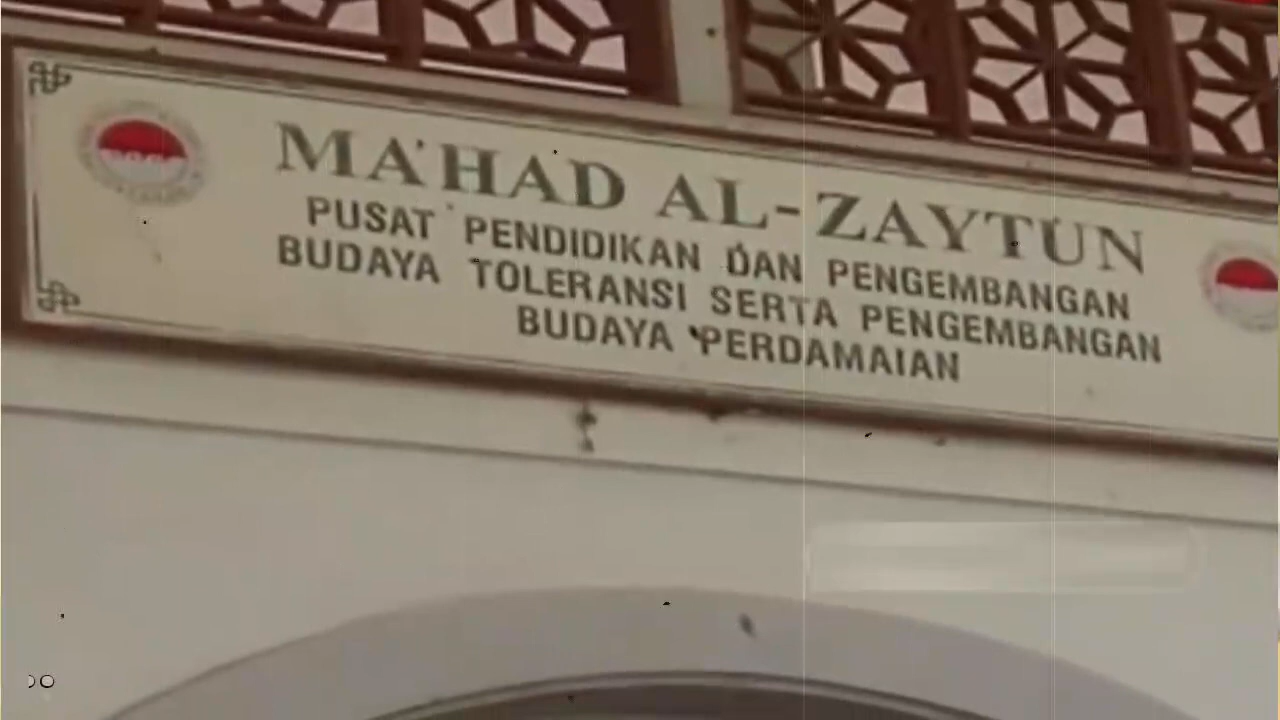 MA'HAD AL-ZAYTUN
PUSAT PENDIDIKAN DAN PENGEMBANGAN
BUDAYA TOLERANSI SERTA PENGEMBANGAN
BUDAYA PERDAMAIAN